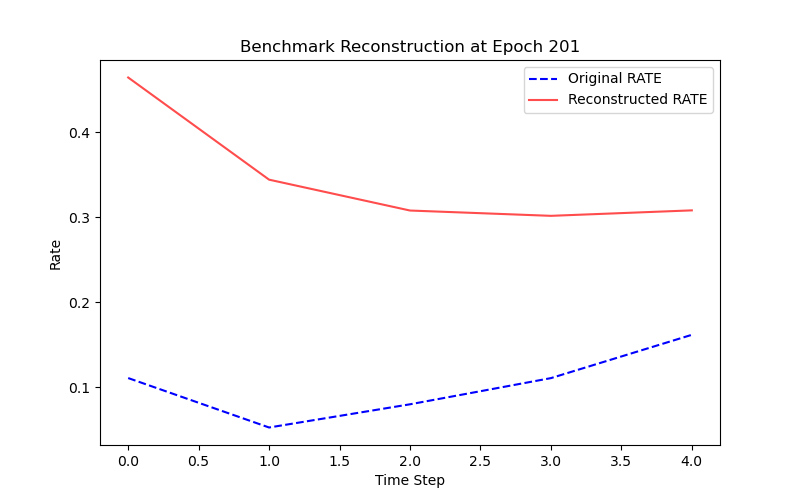 Benchmark Reconstruction at Epoch 201
Original RATE
Reconstructed RATE
0.4
0.3
0.2
0.1
Rate
0.0 0.5 1.0 1.5 2.0 2.5 3.0 3.5 4.0
Time Step